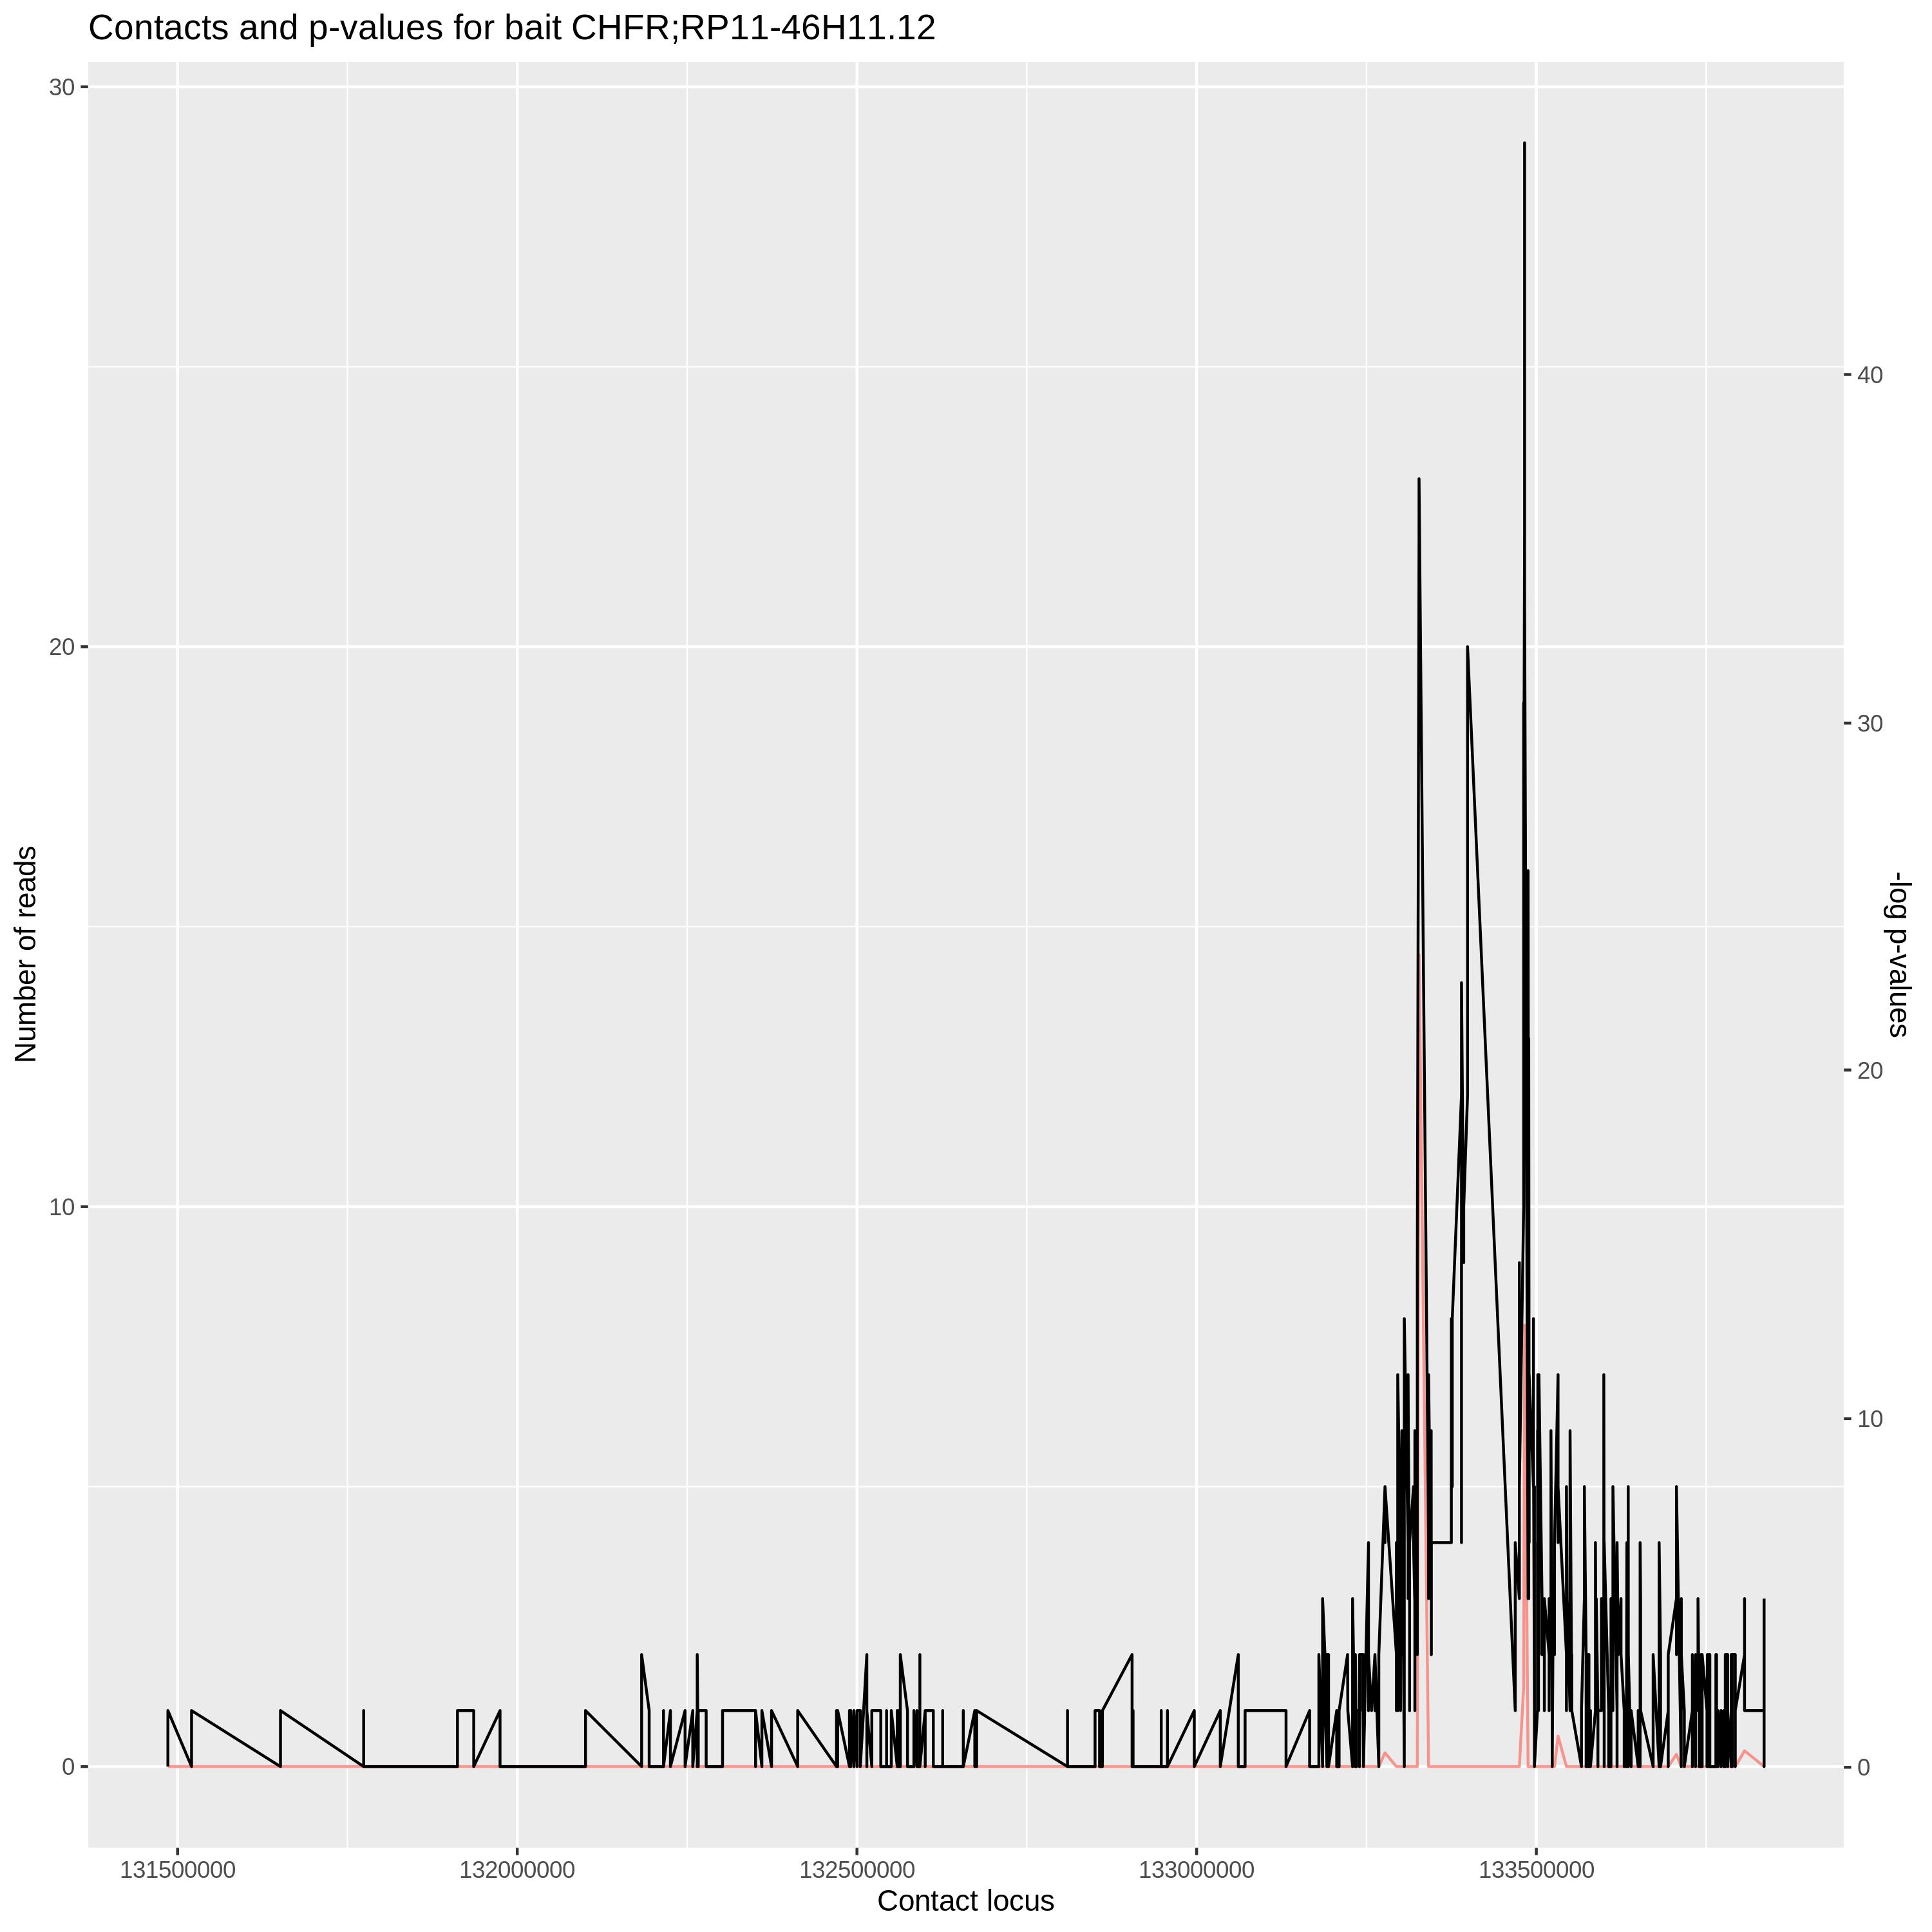 Contacts and p-values for bait CHFR;RP11-46H11.12
30
20
10
0
Number of reads
40
30
20
10
0
-log p-values
131500000 132000000 132500000 133000000 133500000
Contact locus